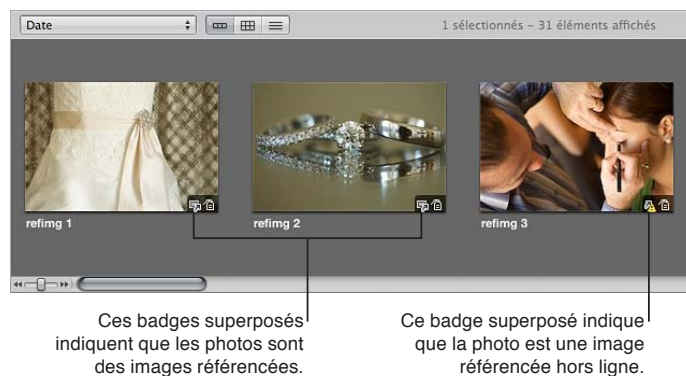 Date
1 sélectionnés – 31 éléments affichés
refimg 1
refimg 2
refimg 3
Ces badges superposés
indiquent que les photos sont
des images référencées.
Ce badge superposé indique
que la photo est une image
référencée hors ligne.